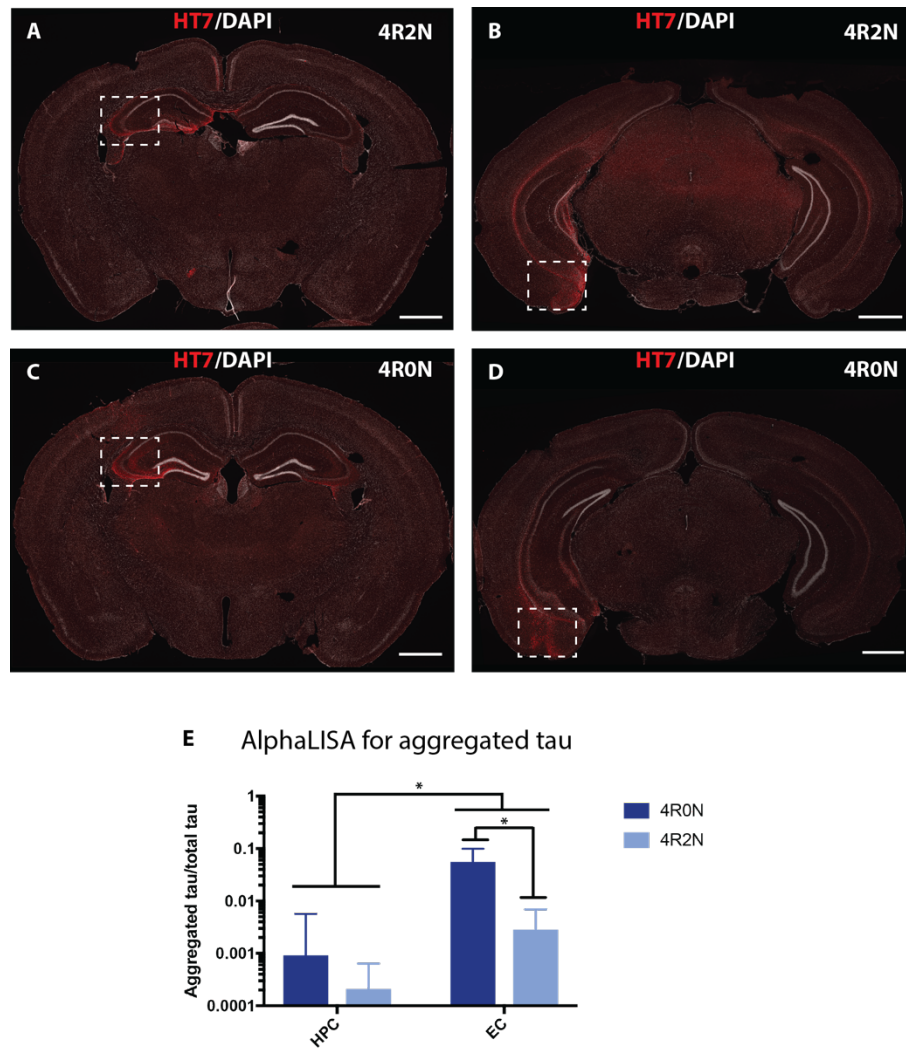 A HT7/DAPI 4R2N
B HT7/DAPI 4R2N
C HT7/DAPI 4R0N
D HT7/DAPI 4R0N
E AlphaLISA for aggregated tau
Aggregated tau/total tau
1
0.1
0.01
0.001
0.0001
*
*
HPC
EC
4R0N
4R2N